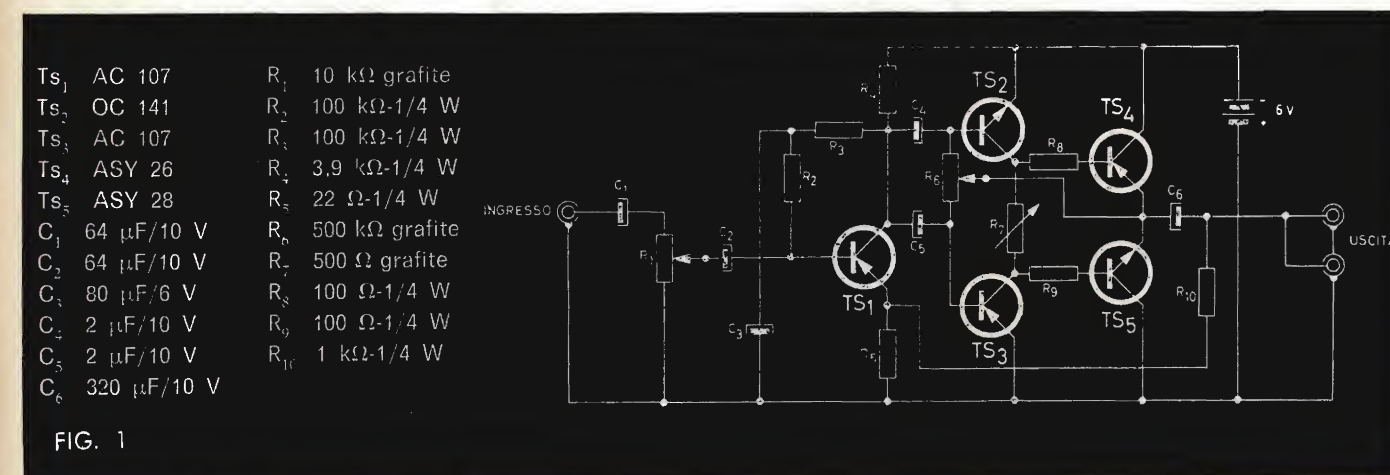 Ts₁ AC 107
Ts₂ OC 141
Ts₃ AC 107
Ts₄ ASY 26
Ts₅ ASY 28
C₁ 64 µF/10 V
C₂ 64 µF/10 V
C₃ 80 µF/6 V
C₄ 2 µF/10 V
C₅ 2 µF/10 V
C₆ 320 µF/10 V
R₁ 10 kΩ grafite
R₂ 100 kΩ-1/4 W
R₃ 100 kΩ-1/4 W
R₄ 3,9 kΩ-1/4 W
R₅ 22 Ω-1/4 W
R₆ 500 kΩ grafite
R₇ 500 Ω grafite
R₈ 100 Ω-1/4 W
R₉ 100 Ω-1/4 W
R₁₀ 1 kΩ-1/4 W
INGRESSO
C1
R1
C2
C3
R2
R3
R4
TS1
R5
C4
C5
TS2
R6
R7
TS3
R8
R9
TS4
TS5
C6
R10
6 V
USCITA
FIG. 1